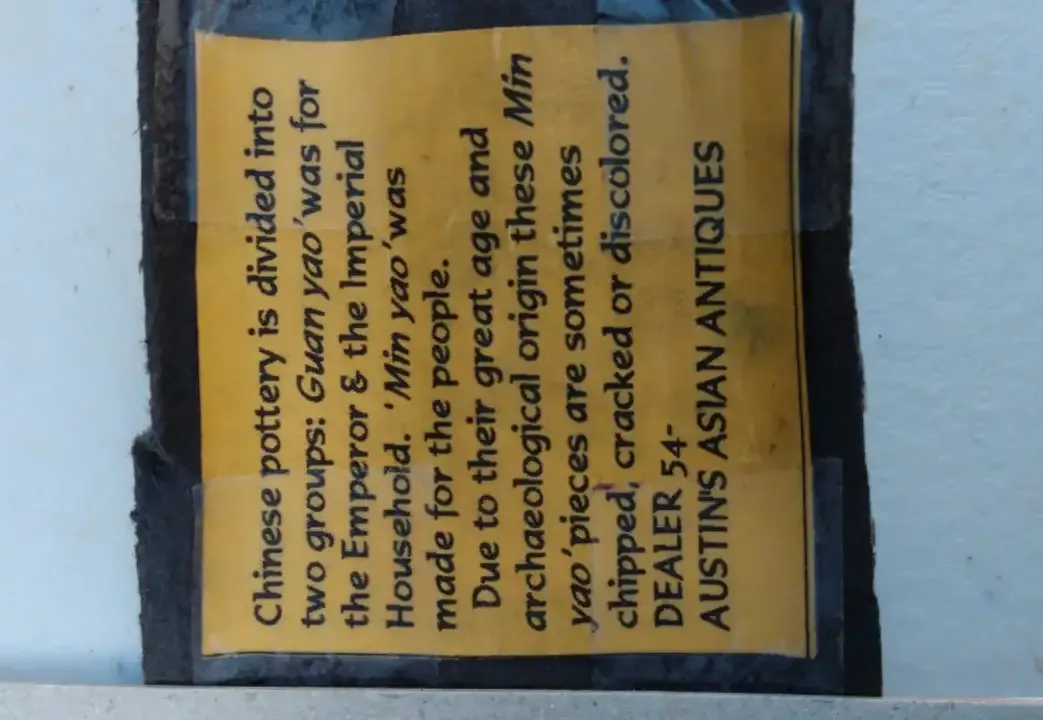 Chinese pottery is divided into
two groups: Guan yao' was for
the Emperor & the Imperial
Household. 'Min yao' was
made for the people.
Due to their great age and
archaeological origin these Min
yao' pieces are sometimes
chipped, cracked or discolored.
DEALER 54-
AUSTIN'S ASIAN ANTIQUES